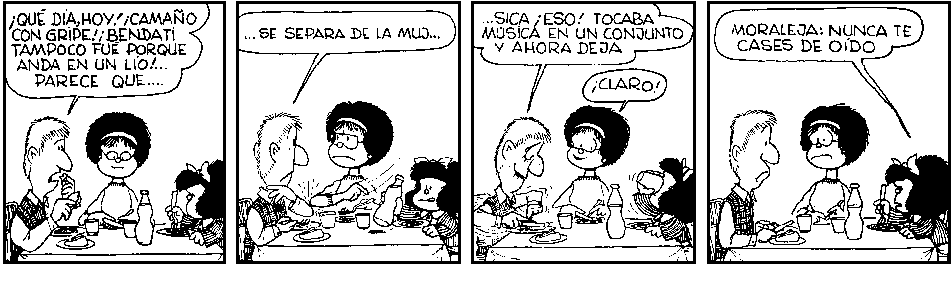 ¡QUÉ DÍA, HOY! ¡CAMAÑO
CON GRIPE! ¡BENDATI
TAMPOCO FUÉ PORQUE
ANDA EN UN LÍO!...
PARECE QUE....
...SE SEPARA DE LA MUJ...
...SICA ¡ESO! TOCABA
MÚSICA EN UN CONJUNTO
Y AHORA DEJA
¡CLARO!
MORALEJA: NUNCA TE
CASES DE OÍDO